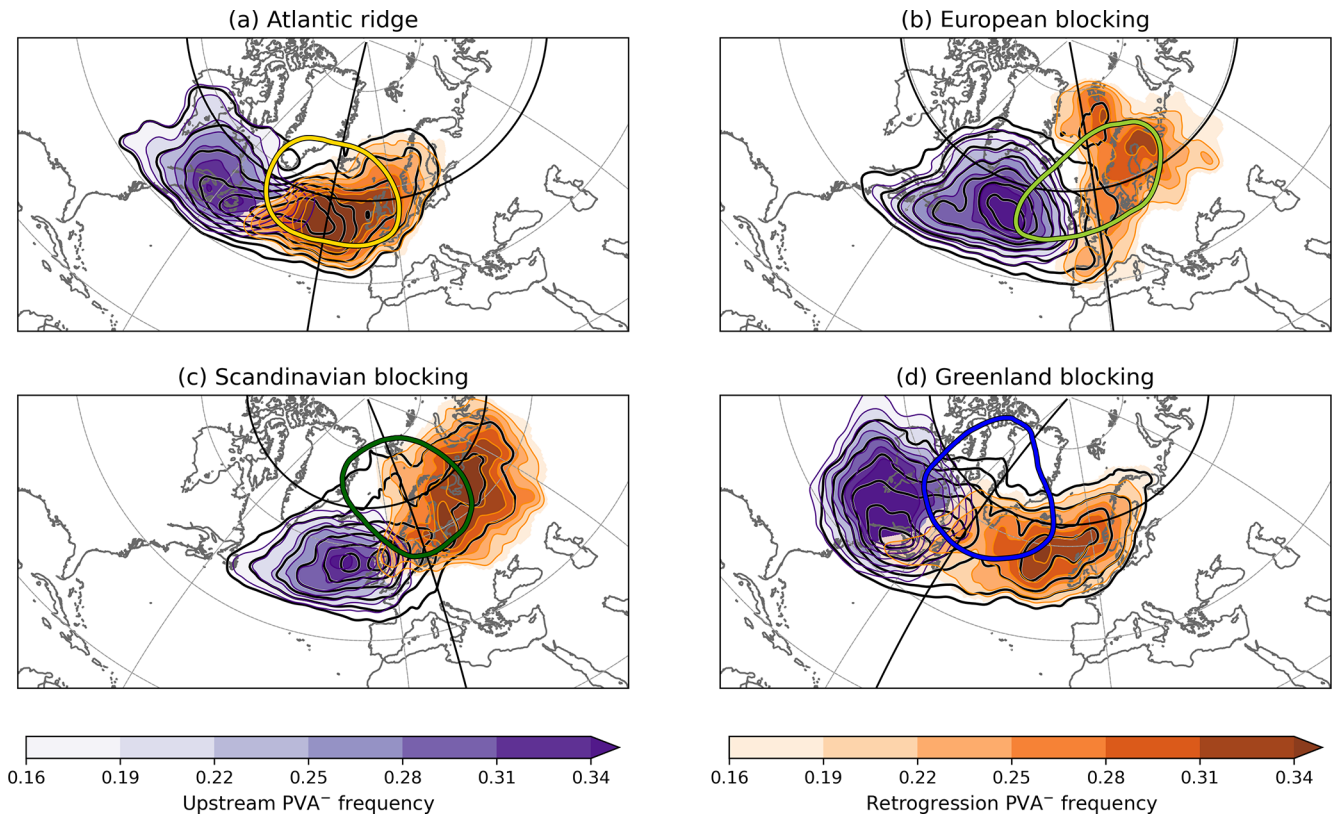 (a) Atlantic ridge
(b) European blocking
(c) Scandinavian blocking
(d) Greenland blocking
0.16 0.19 0.22 0.25 0.28 0.31 0.34
Upstream PVA⁻ frequency
0.16 0.19 0.22 0.25 0.28 0.31 0.34
Retrogression PVA⁻ frequency